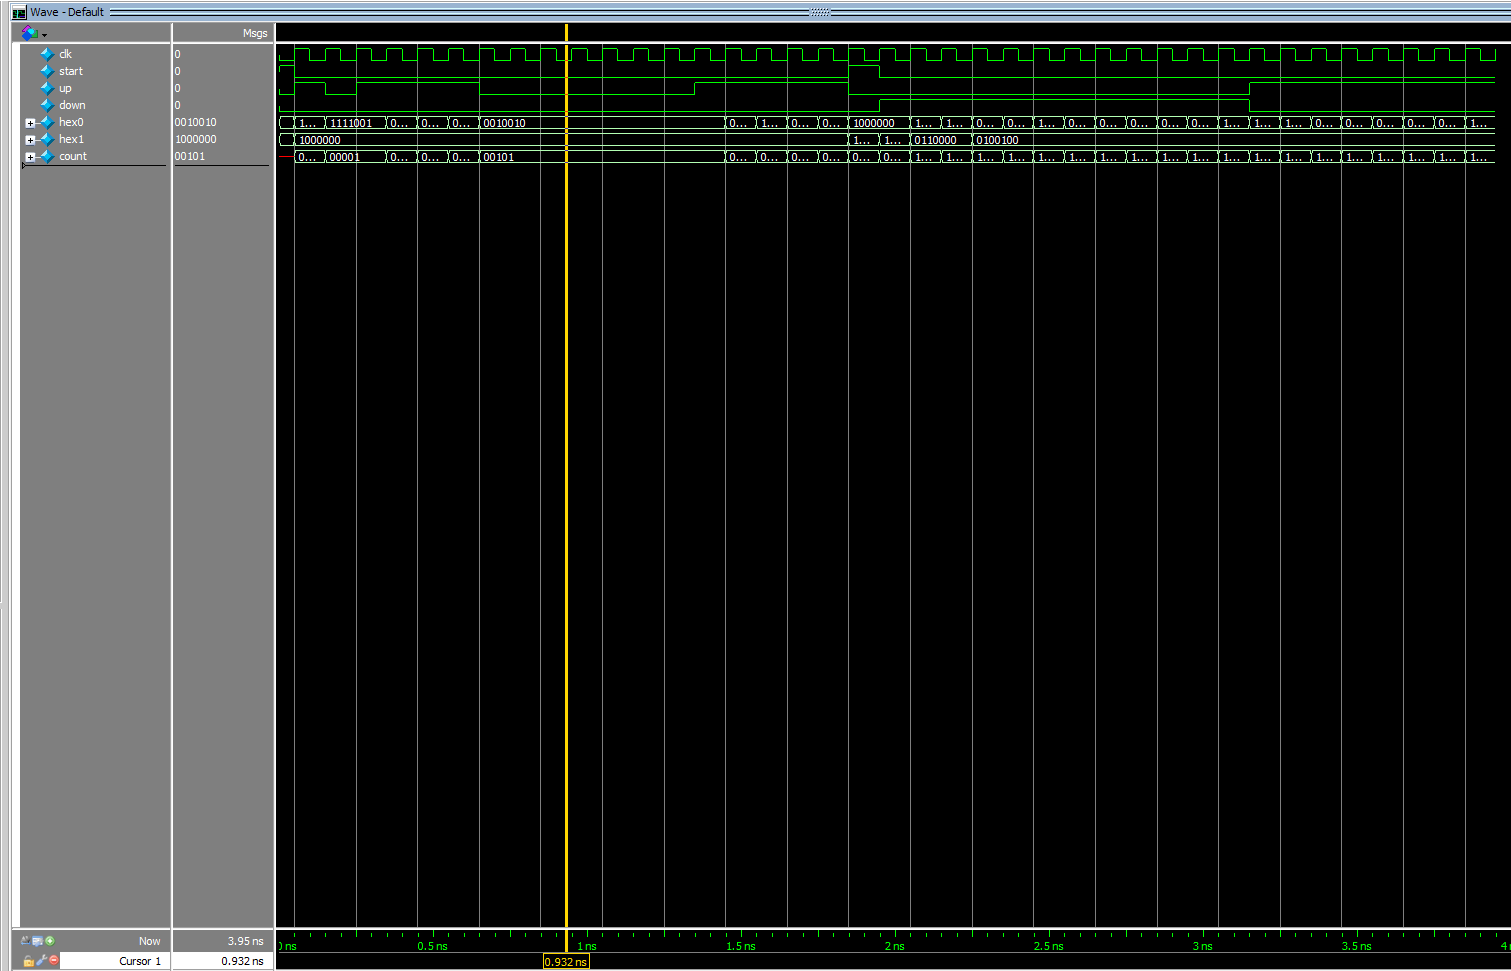 Wave - Default
Msgs
clk 0
start 0
up 0
down 0
hex0 0010010 1... 1111001 0... 0... 0... 0010010 0... 1... 0... 0... 1000000 1... 1... 0... 0... 1... 0... 0... 0... 0... 0... 1... 1... 0... 0... 0... 0... 0... 0... 1...
hex1 1000000 1000000 1... 1... 0110000 0100100
count 00101 0... 00001 0... 0... 0... 00101 0... 0... 0... 0... 0... 0... 1... 1... 1... 1... 1... 1... 1... 1... 1... 1... 1... 1... 1... 1... 1... 1... 1... 1... 1...
Now 3.95 ns ns 0.5 ns 1 ns 1.5 ns 2 ns 2.5 ns 3 ns 3.5 ns 4
Cursor 1 0.932 ns 0.932 ns